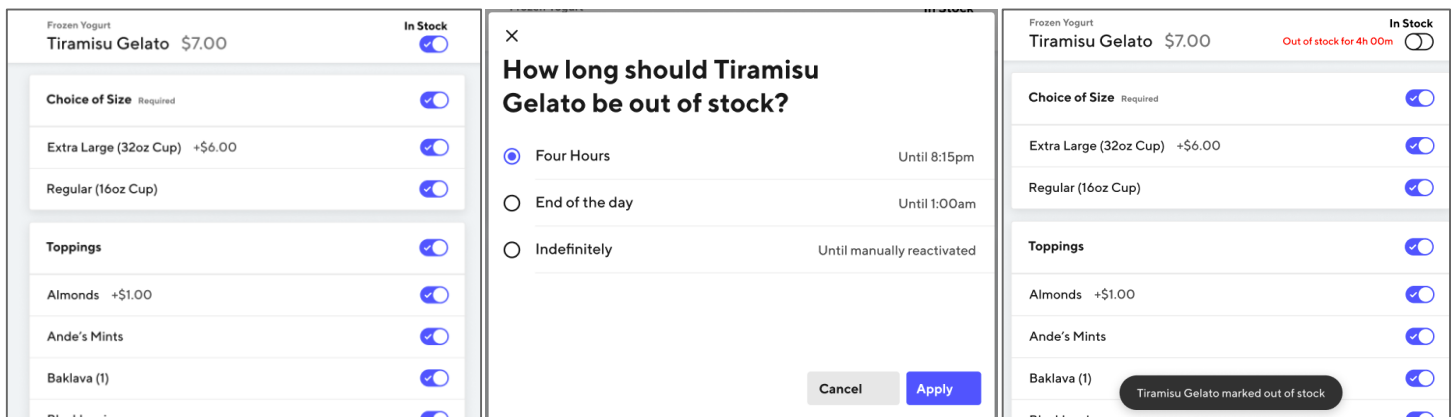 Frozen Yogurt
In Stock
Tiramisu Gelato $7.00
Choice of Size Required
Extra Large (32oz Cup) +$6.00
Regular (16oz Cup)
Toppings
Almonds +$1.00
Ande's Mints
Baklava (1)
How long should Tiramisu
Gelato be out of stock?
Four Hours Until 8:15pm
End of the day Until 1:00am
Indefinitely Until manually reactivated
Cancel Apply
Frozen Yogurt
In Stock
Tiramisu Gelato $7.00 Out of stock for 4h 00m
Choice of Size Required
Extra Large (32oz Cup) +$6.00
Regular (16oz Cup)
Toppings
Almonds +$1.00
Ande's Mints
Baklava (1)
Tiramisu Gelato marked out of stock